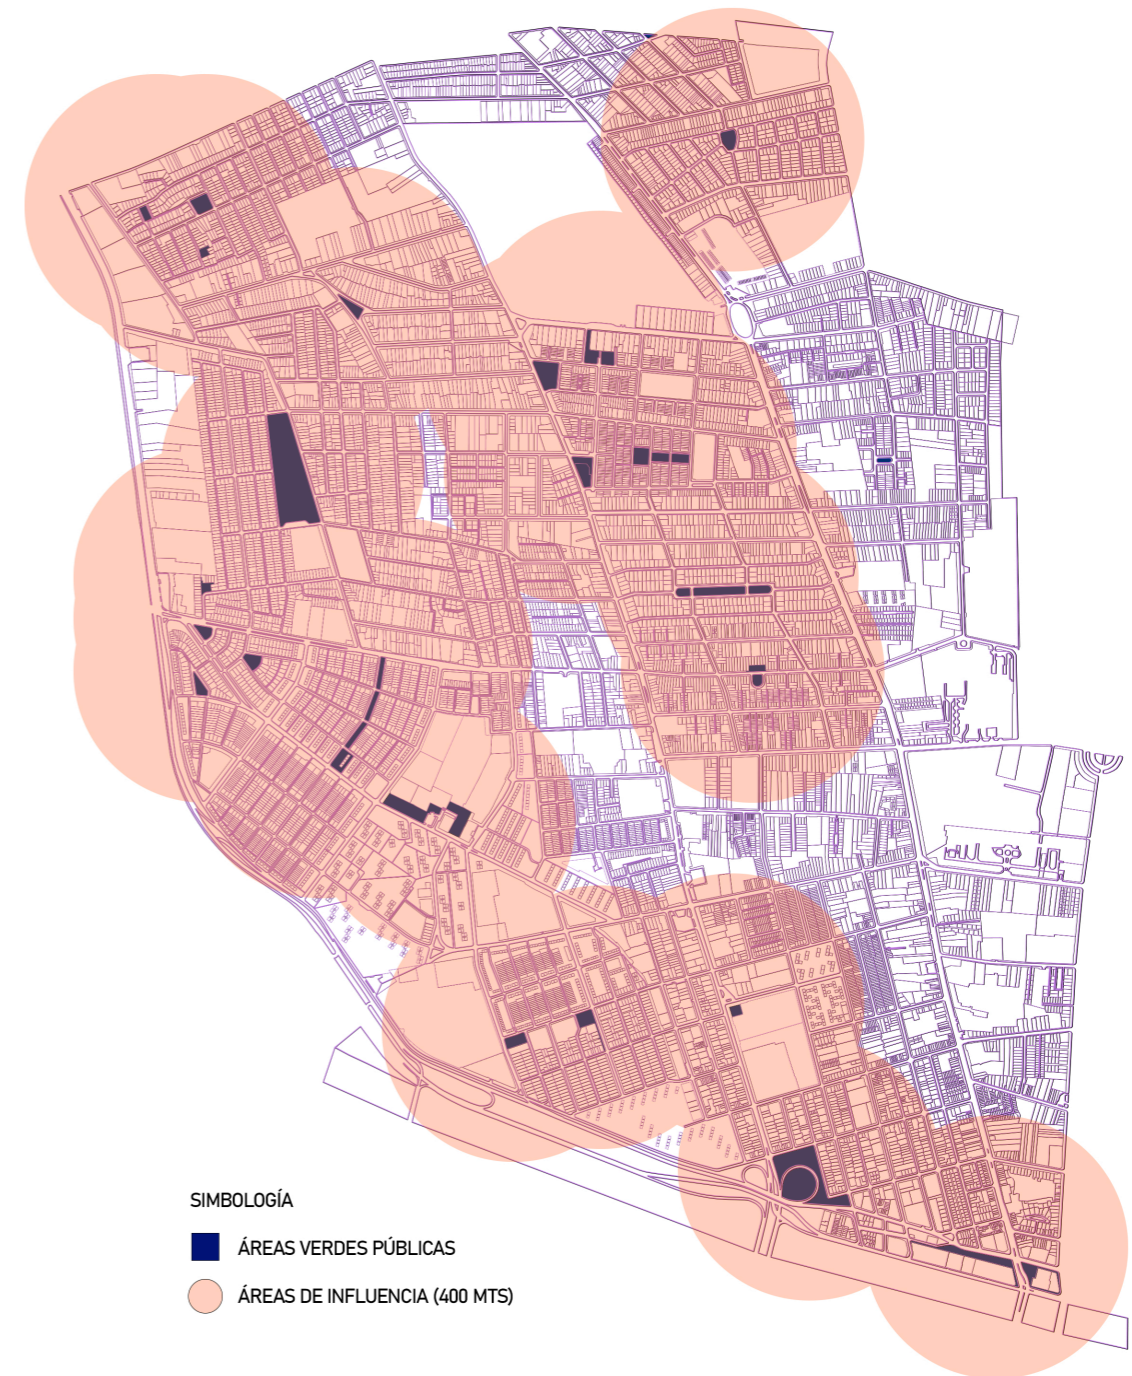 SIMBOLOGÍA
ÁREAS VERDES PÚBLICAS
ÁREAS DE INFLUENCIA (400 MTS)